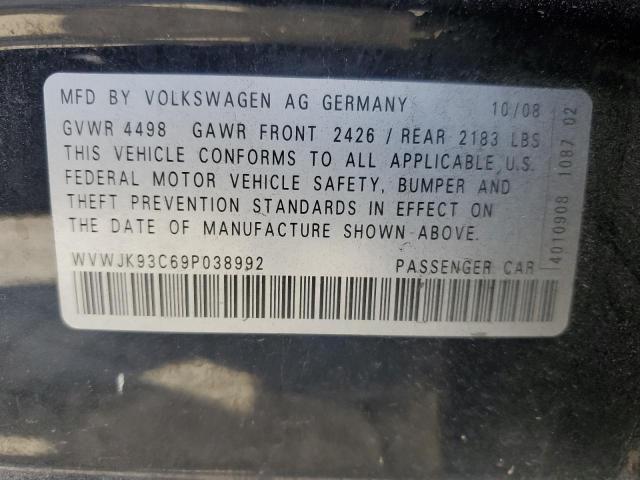 MFD BY VOLKSWAGEN AG GERMANY 10/08
GVWR 4498 GAWR FRONT 2426 / REAR 2183 LBS
THIS VEHICLE CONFORMS TO ALL APPLICABLE U.S.
FEDERAL MOTOR VEHICLE SAFETY, BUMPER AND
THEFT PREVENTION STANDARDS IN EFFECT ON
THE DATE OF MANUFACTURE SHOWN ABOVE.
WVWJK93C69P038992 PASSENGER CAR
4010908 1087 02